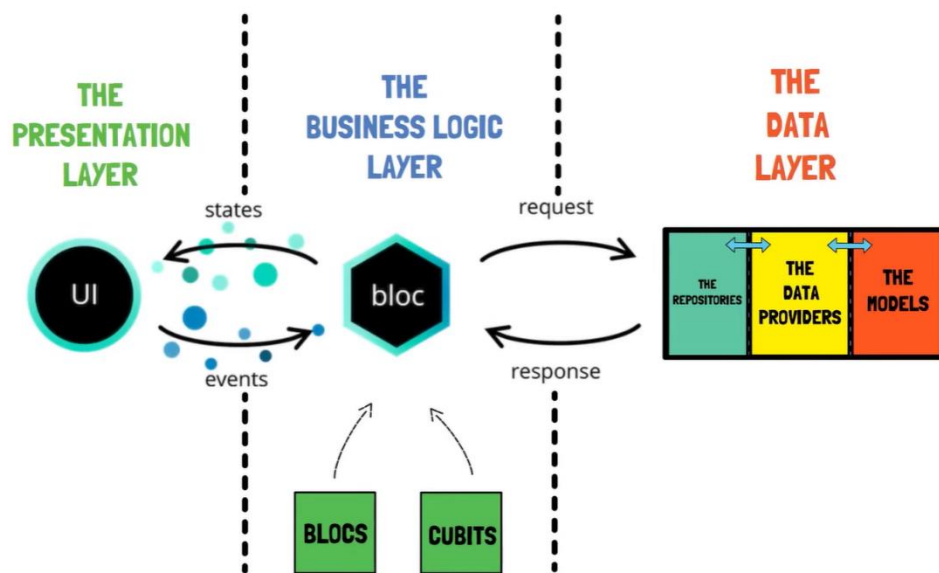 THE
PRESENTATION
LAYER
THE
BUSINESS LOGIC
LAYER
THE
DATA
LAYER
states
request
UI
bloc
THE
REPOSITORIES
THE
DATA
PROVIDERS
THE
MODELS
events
response
BLOCS
CUBITS